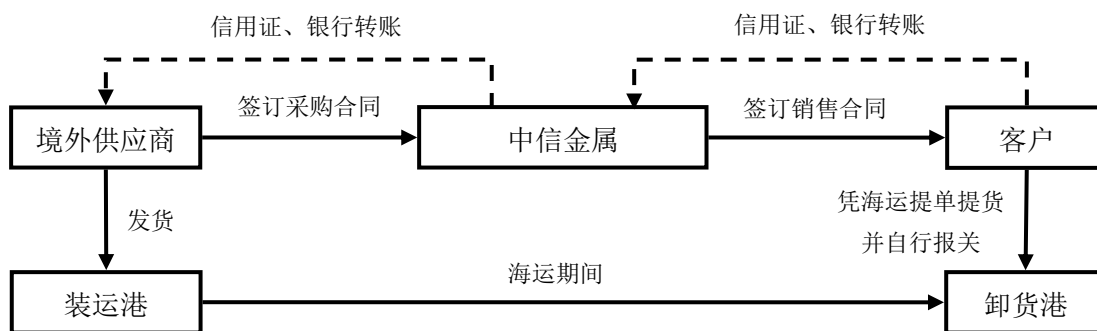 信用证、银行转账
信用证、银行转账
签订采购合同
签订销售合同
境外供应商
中信金属
客户
发货
凭海运提单提货
并自行报关
海运期间
装运港
卸货港